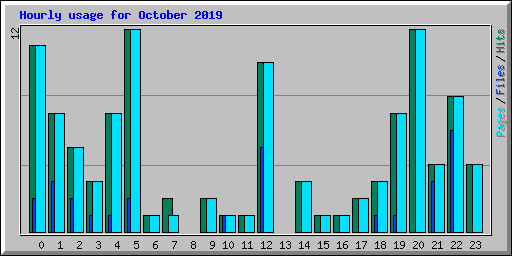 Hourly usage for October 2019
12
Pages/Files/Hits
0 1 2 3 4 5 6 7 8 9 10 11 12 13 14 15 16 17 18 19 20 21 22 23